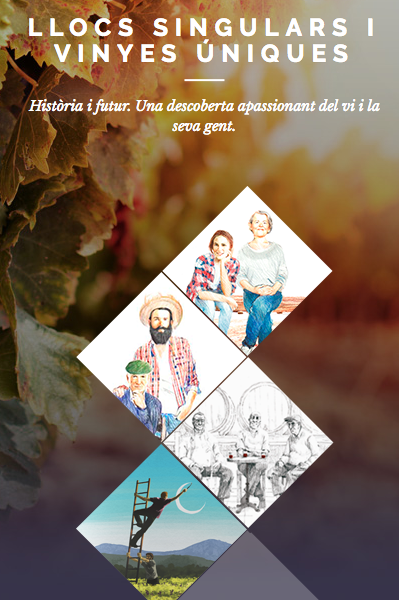 LLOCS SINGULARS I
VINYES ÚNIQUES
Història i futur. Una descoberta apassionant del vi i la
seva gent.